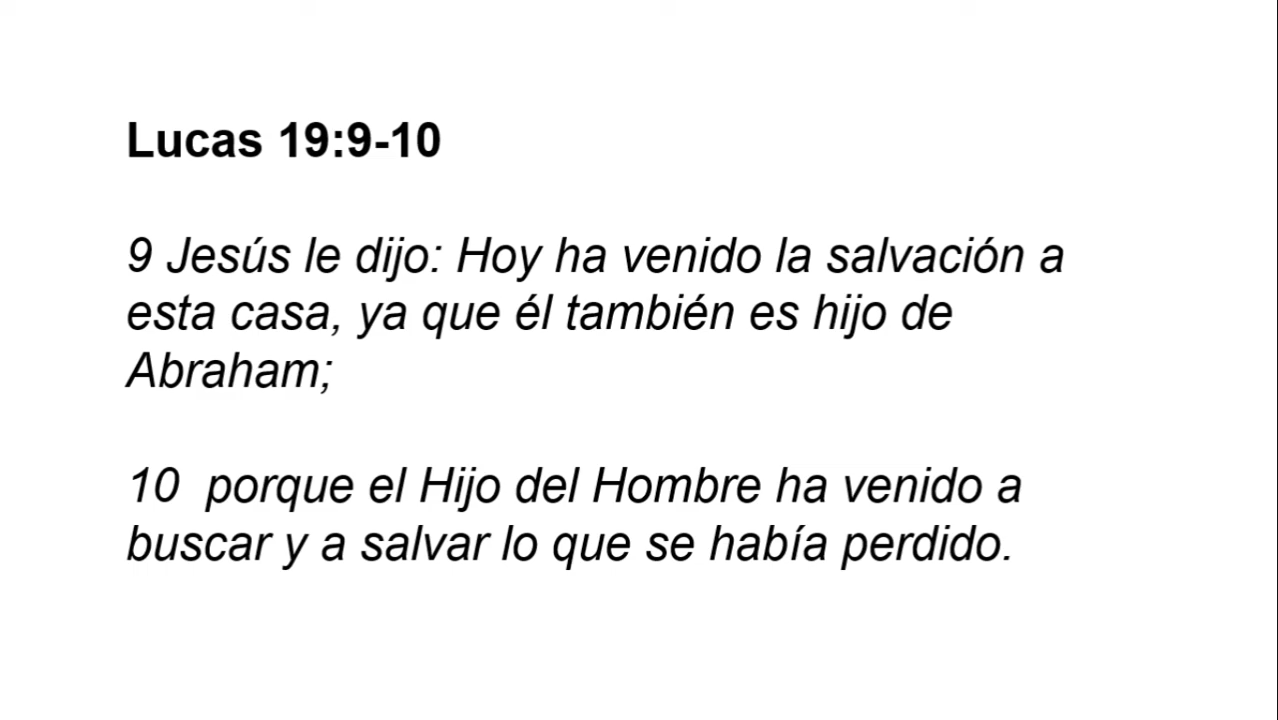 Lucas 19:9-10
9 Jesús le dijo: Hoy ha venido la salvación a
esta casa, ya que él también es hijo de
Abraham;
10  porque el Hijo del Hombre ha venido a
buscar y a salvar lo que se había perdido.